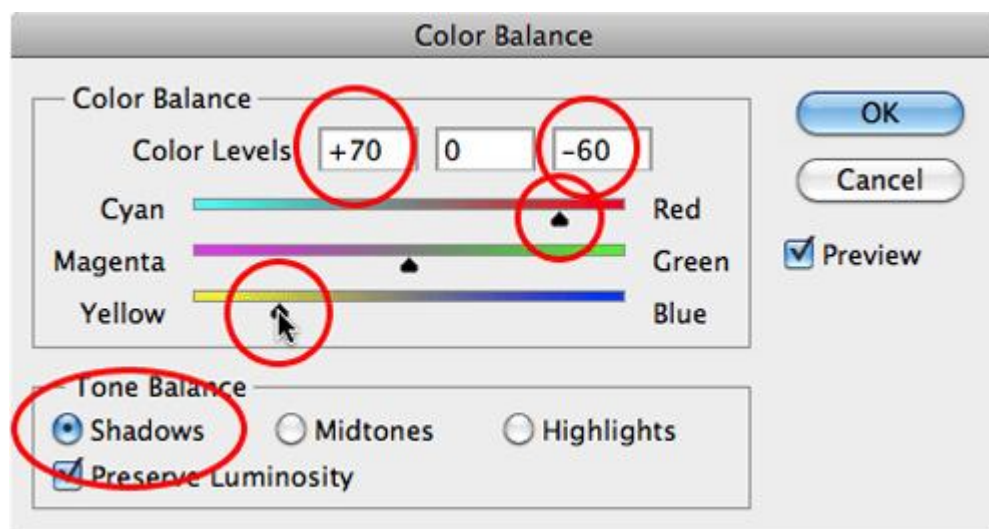 Color Balance
Color Balance
Color Levels +70 0 -60
OK
Cancel
Cyan Red
Magenta Green
Preview
Yellow Blue
Tone Balance
Shadows Midtones Highlights
Preserve Luminosity